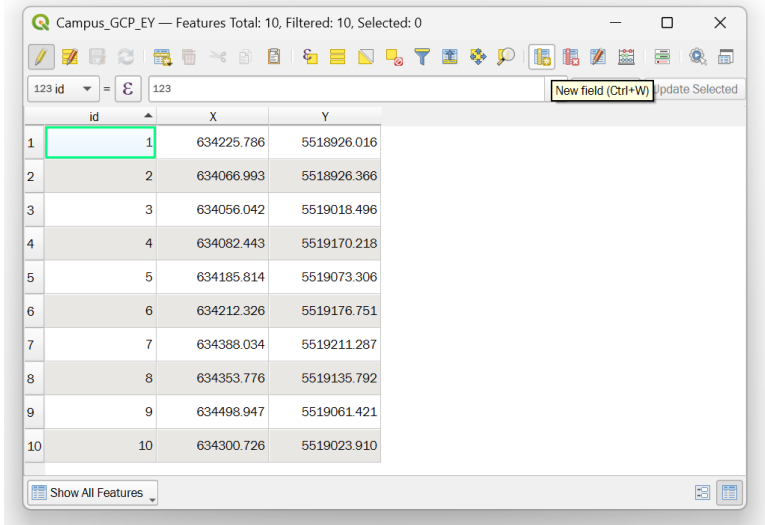 Campus_GCP_EY — Features Total: 10, Filtered: 10, Selected: 0
123 id = ε 123 New field (Ctrl+W) Update Selected
id X Y
1 1 634225.786 5518926.016
2 2 634066.993 5518926.366
3 3 634056.042 5519018.496
4 4 634082.443 5519170.218
5 5 634185.814 5519073.306
6 6 634212.326 5519176.751
7 7 634388.034 5519211.287
8 8 634353.776 5519135.792
9 9 634498.947 5519061.421
10 10 634300.726 5519023.910
Show All Features